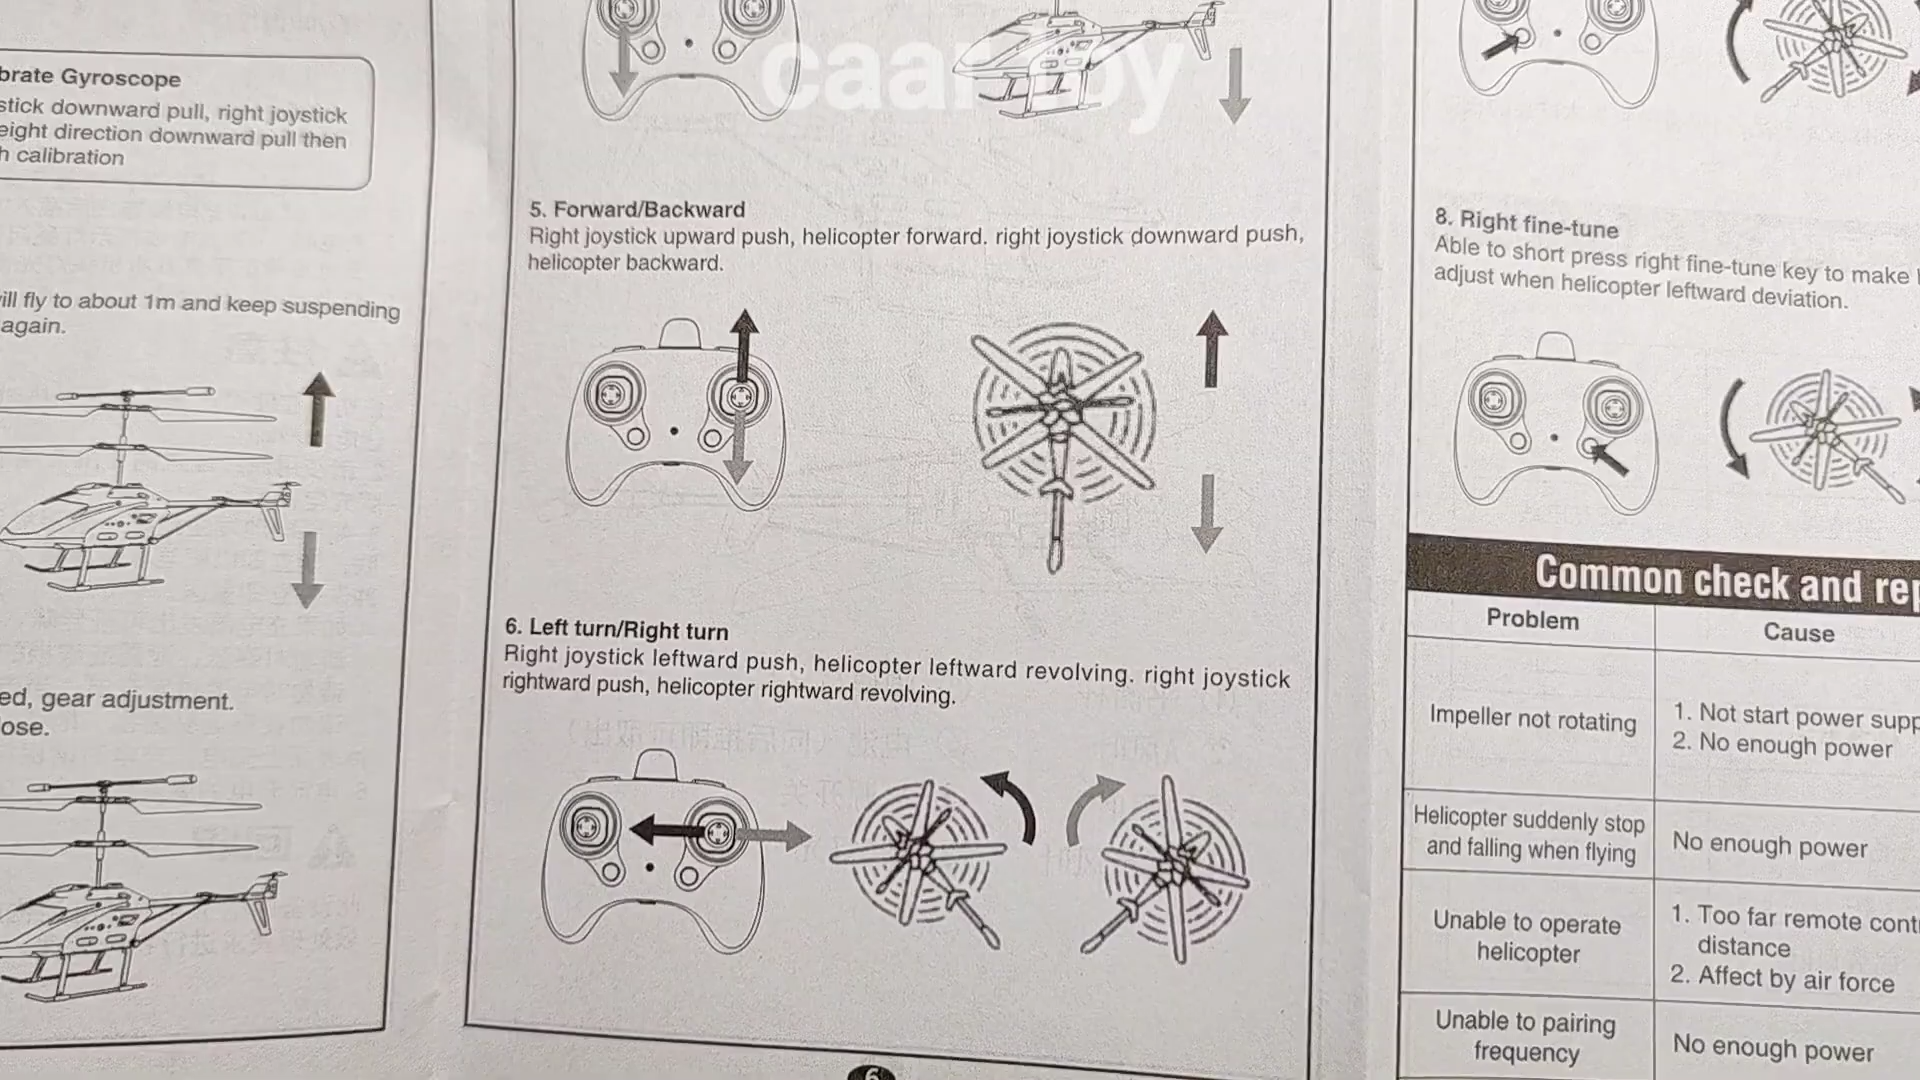 brate Gyroscope
stick downward pull, right joystick
eight direction downward pull then
h calibration
ill fly to about 1m and keep suspending
again.
ed, gear adjustment.
ose.
5. Forward/Backward
Right joystick upward push, helicopter forward. right joystick downward push,
helicopter backward.
6. Left turn/Right turn
Right joystick leftward push, helicopter leftward revolving. right joystick
rightward push, helicopter rightward revolving.
6
8. Right fine-tune
Able to short press right fine-tune key to make
adjust when helicopter leftward deviation.
Common check and rep
Problem
Cause
Impeller not rotating
1. Not start power supp
2. No enough power
Helicopter suddenly stop
and falling when flying
No enough power
Unable to operate
helicopter
1. Too far remote cont
distance
2. Affect by air force
Unable to pairing
frequency
No enough power